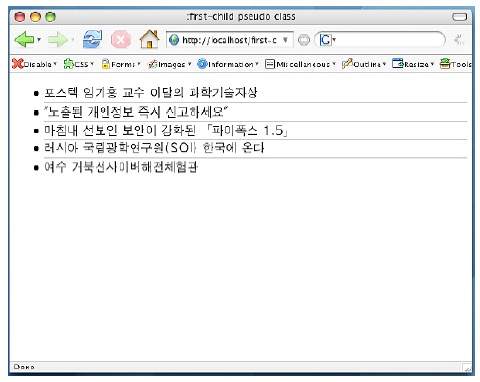 :first-child pseudo class
http://localhost/first-c
Disable CSS Forms Images Information Miscellaneous Outline Resize Tools
포스텍 임기홍 교수 이달의 과학기술자상
"노출된 개인정보 즉시 신고하세요"
마침내 선보인 보안이 강화된 「파이폭스 1.5」
러시아 국립광학연구원(SOI) 한국에 온다
여수 거북선사이버해전체험관
Done